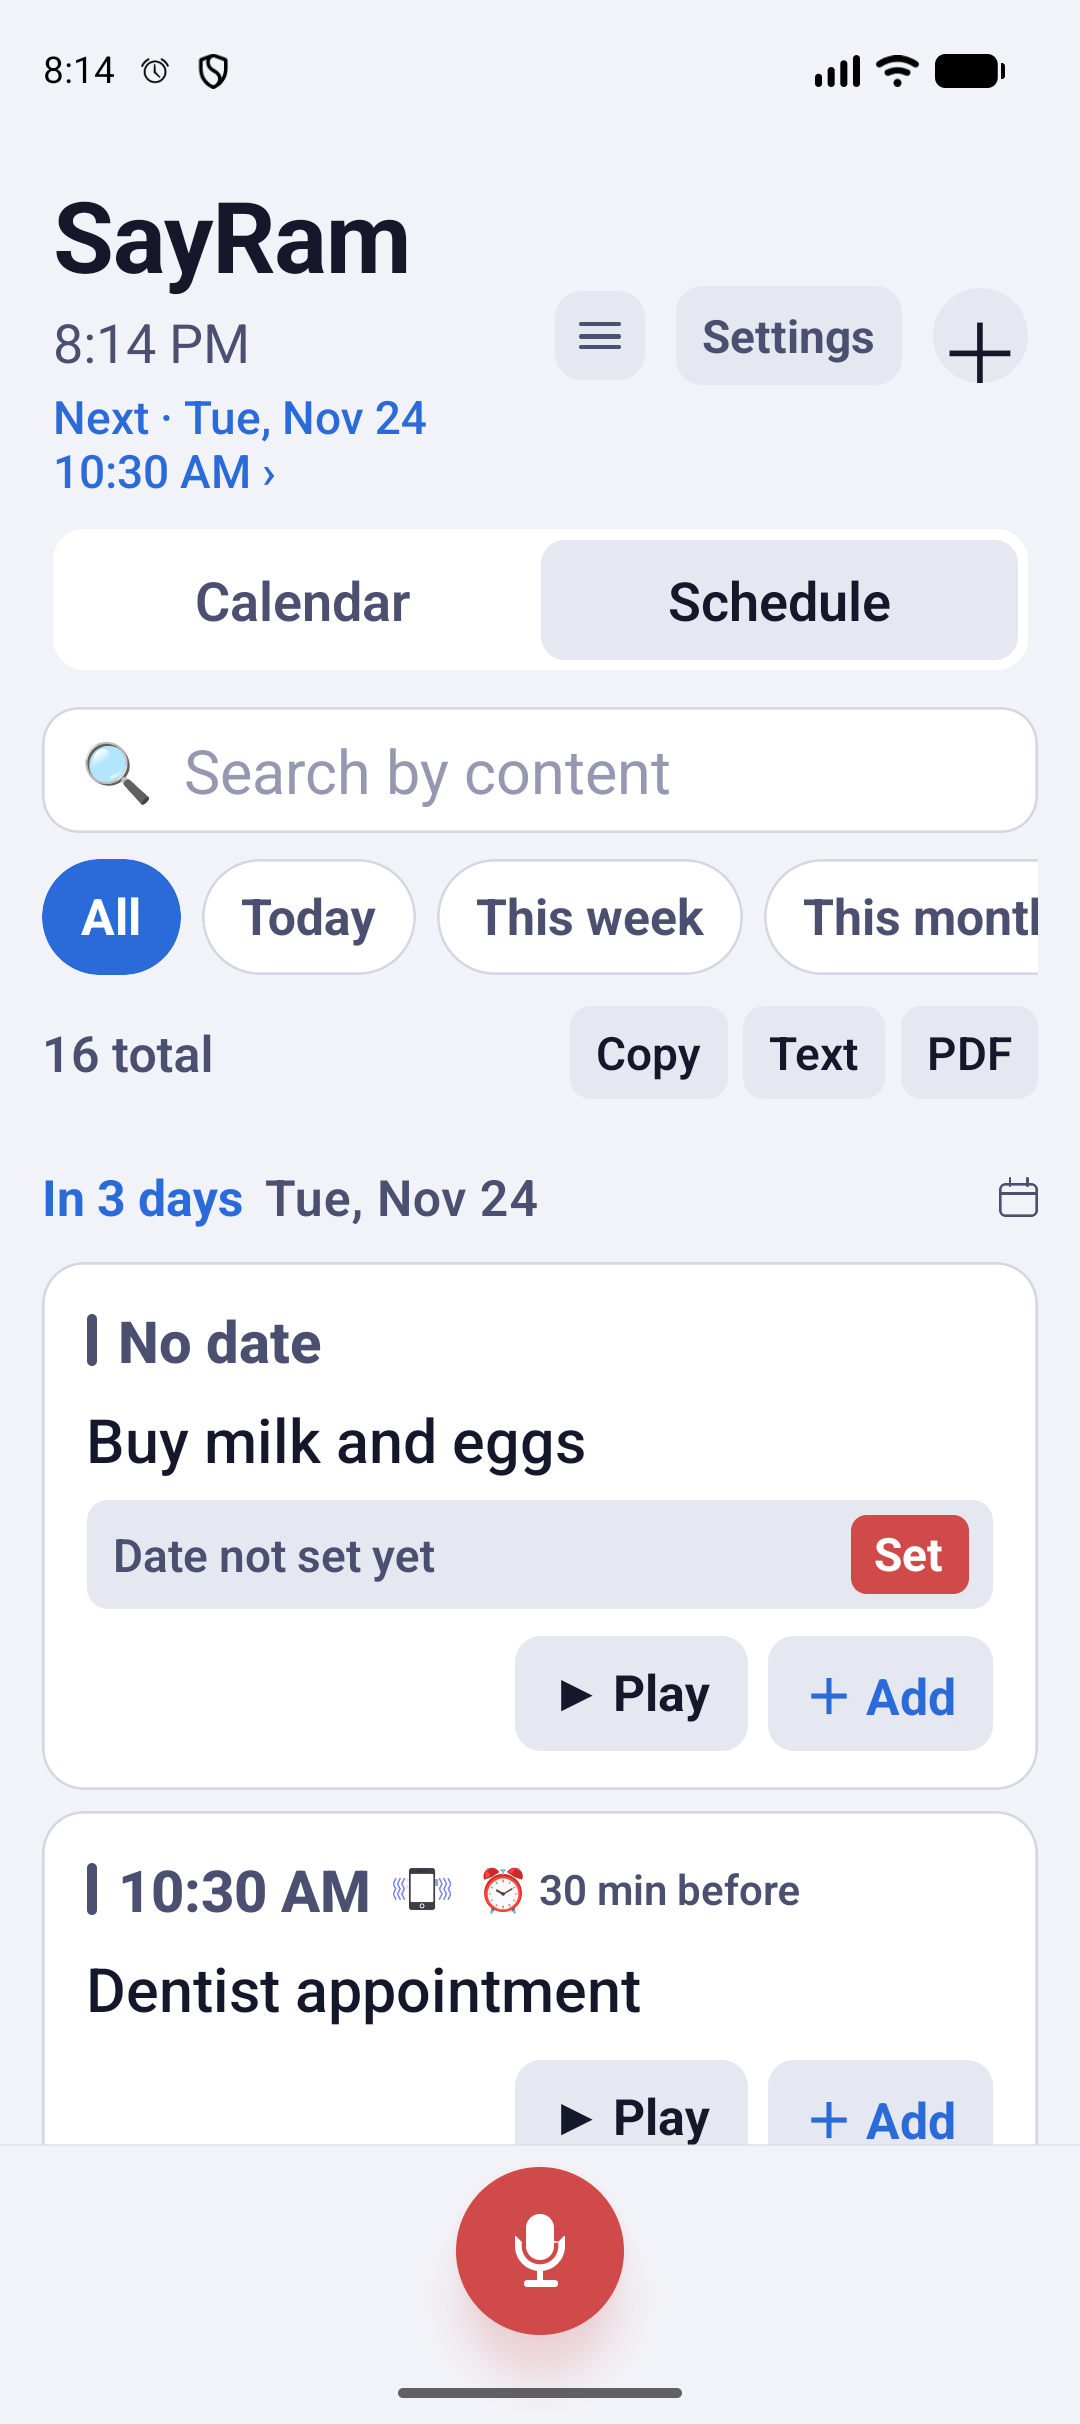 8:14
SayRam
8:14 PM
Settings
Next · Tue, Nov 24
10:30 AM ›
Calendar
Schedule
Search by content
All
Today
This week
This month
16 total
Copy
Text
PDF
In 3 days Tue, Nov 24
No date
Buy milk and eggs
Date not set yet
Set
▶ Play
+ Add
10:30 AM
30 min before
Dentist appointment
▶ Play
+ Add